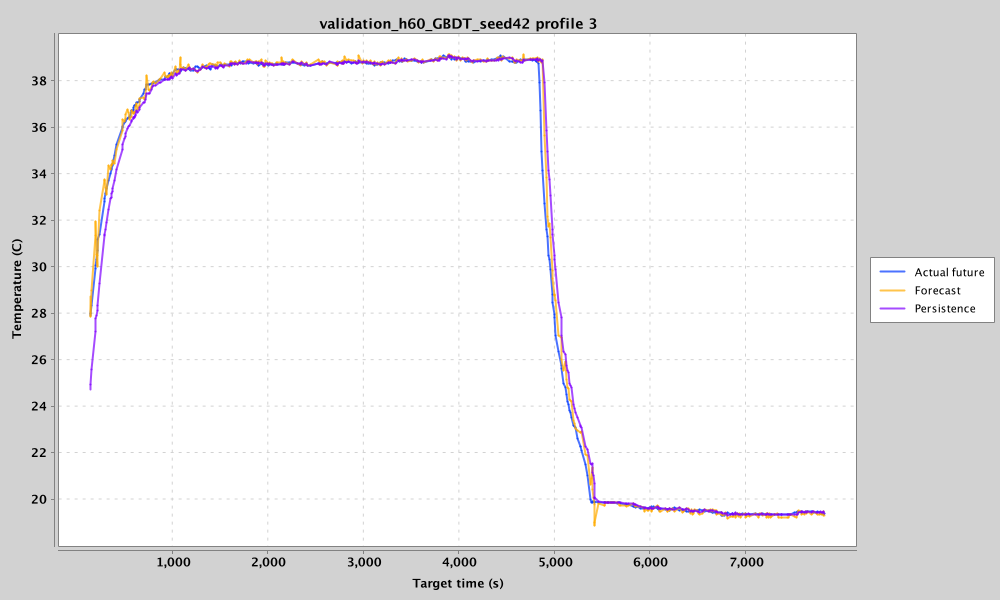 validation_h60_GBDT_seed42 profile 3
38
36
34
32
30
28
26
24
22
20
Temperature (C)
1,000 2,000 3,000 4,000 5,000 6,000 7,000
Target time (s)
Actual future
Forecast
Persistence